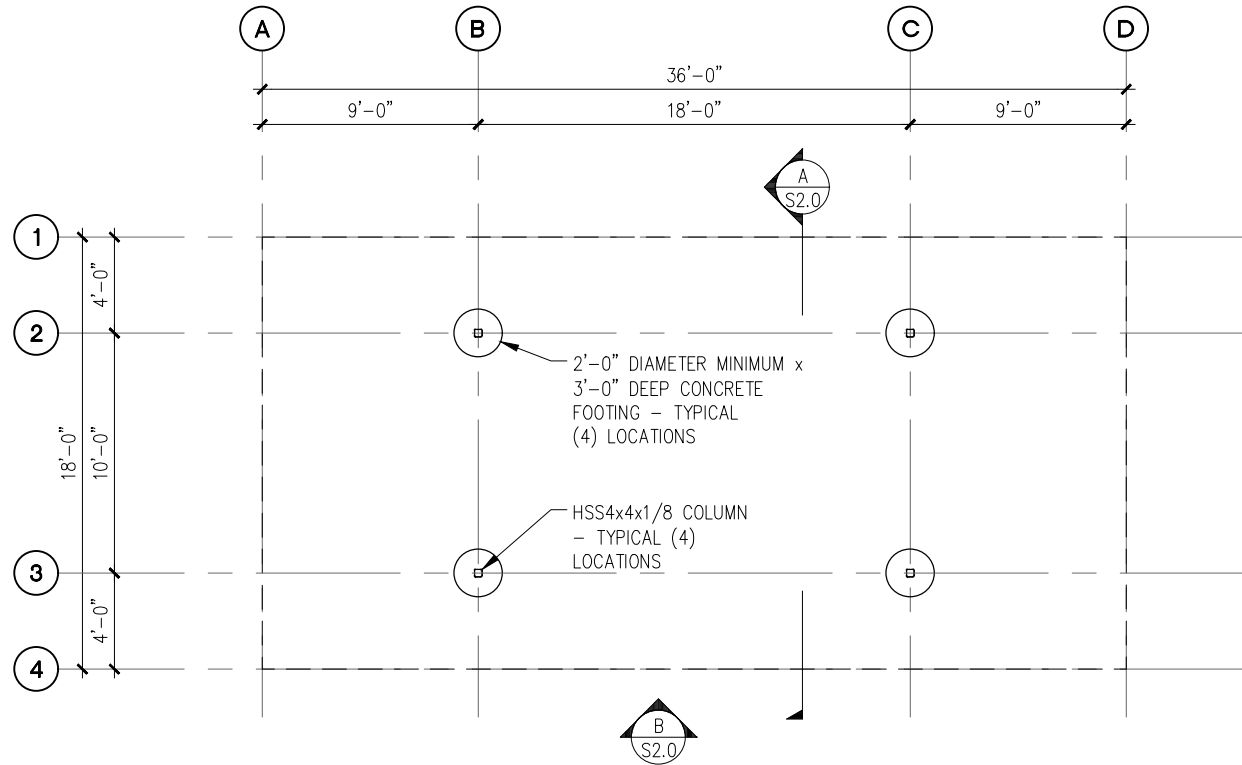 A
B
C
D
36'-0"
9'-0"
18'-0"
9'-0"
A
S2.0
1
4'-0"
2
2'-0" DIAMETER MINIMUM x
3'-0" DEEP CONCRETE
FOOTING – TYPICAL
(4) LOCATIONS
18'-0"
10'-0"
HSS4x4x1/8 COLUMN
– TYPICAL (4)
LOCATIONS
3
4'-0"
4
B
S2.0